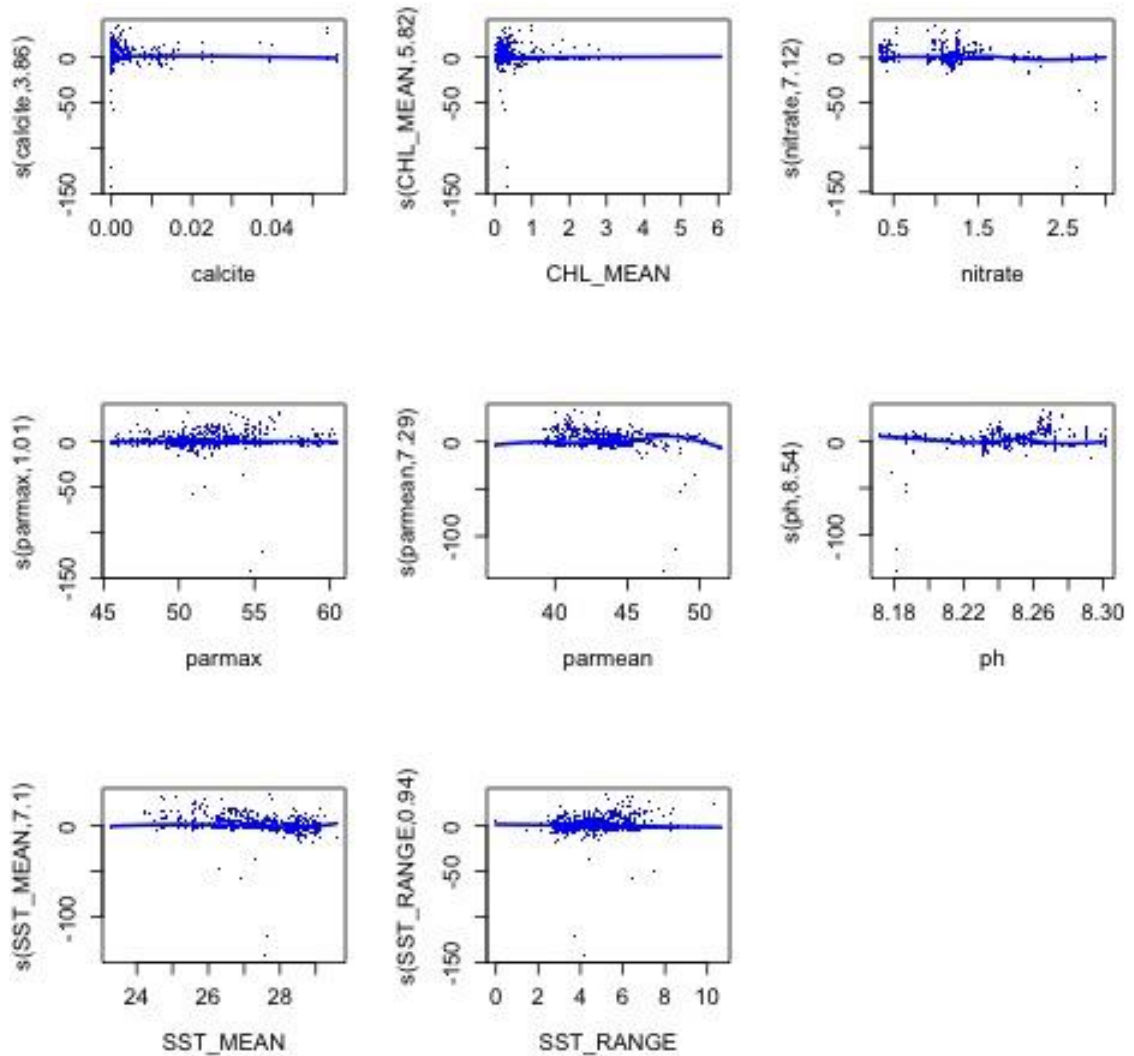 s(calcite,3.86)
0
-50
-150
0.00 0.02 0.04
calcite
s(CHL_MEAN,5.82)
0
-50
-150
0 1 2 3 4 5 6
CHL_MEAN
s(nitrate,7.12)
0
-50
-150
0.5 1.5 2.5
nitrate
s(parmax,1.01)
0
-50
-150
45 50 55 60
parmax
s(parmean,7.29)
0
-100
40 45 50
parmean
s(ph,8.54)
0
-100
8.18 8.22 8.26 8.30
ph
s(SST_MEAN,7.1)
0
-100
24 26 28
SST_MEAN
s(SST_RANGE,0.94)
0
-50
-150
0 2 4 6 8 10
SST_RANGE